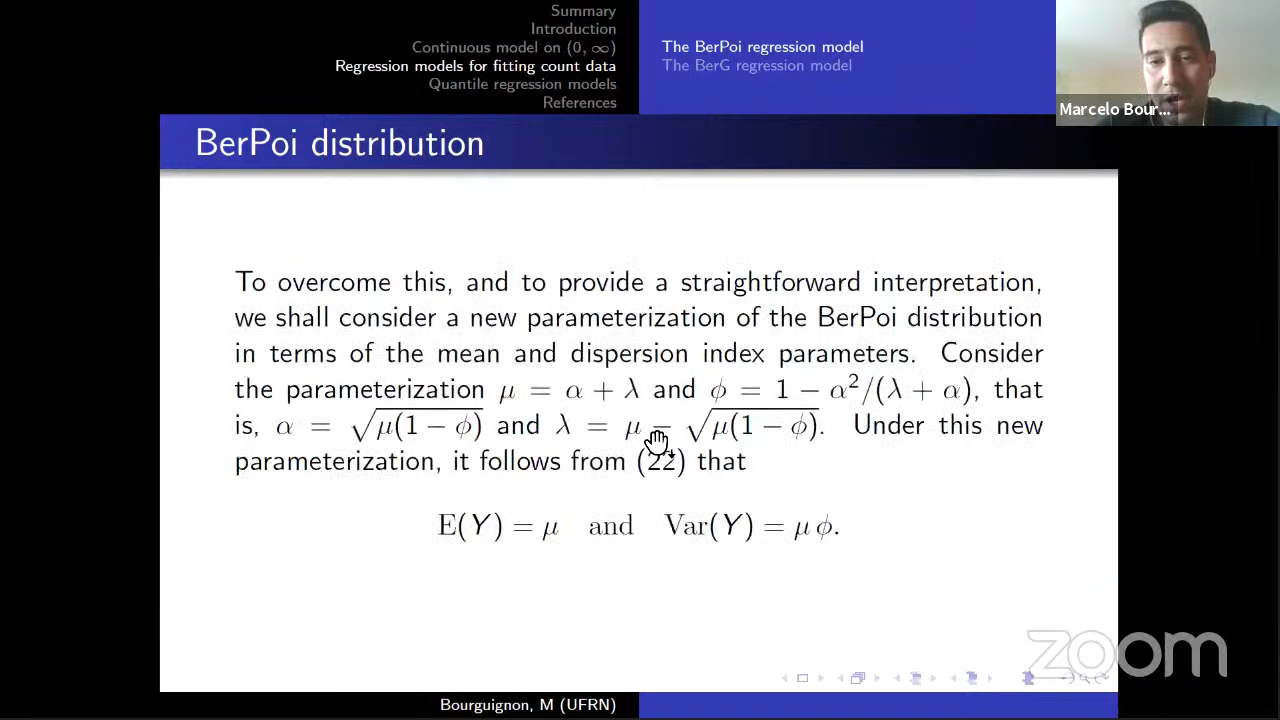 Summary
Introduction
Continuous model on (0, ∞)
Regression models for fitting count data
Quantile regression models
References
The BerPoi regression model
The BerG regression model
Marcelo Bour...
BerPoi distribution
To overcome this, and to provide a straightforward interpretation,
we shall consider a new parameterization of the BerPoi distribution
in terms of the mean and dispersion index parameters. Consider
the parameterization μ = α + λ and ϕ = 1 − α²/(λ + α), that
is, α = √μ(1 − ϕ) and λ = μ − √μ(1 − ϕ). Under this new
parameterization, it follows from (22) that
E(Y) = μ and Var(Y) = μ ϕ.
zoom
Bourguignon, M (UFRN)